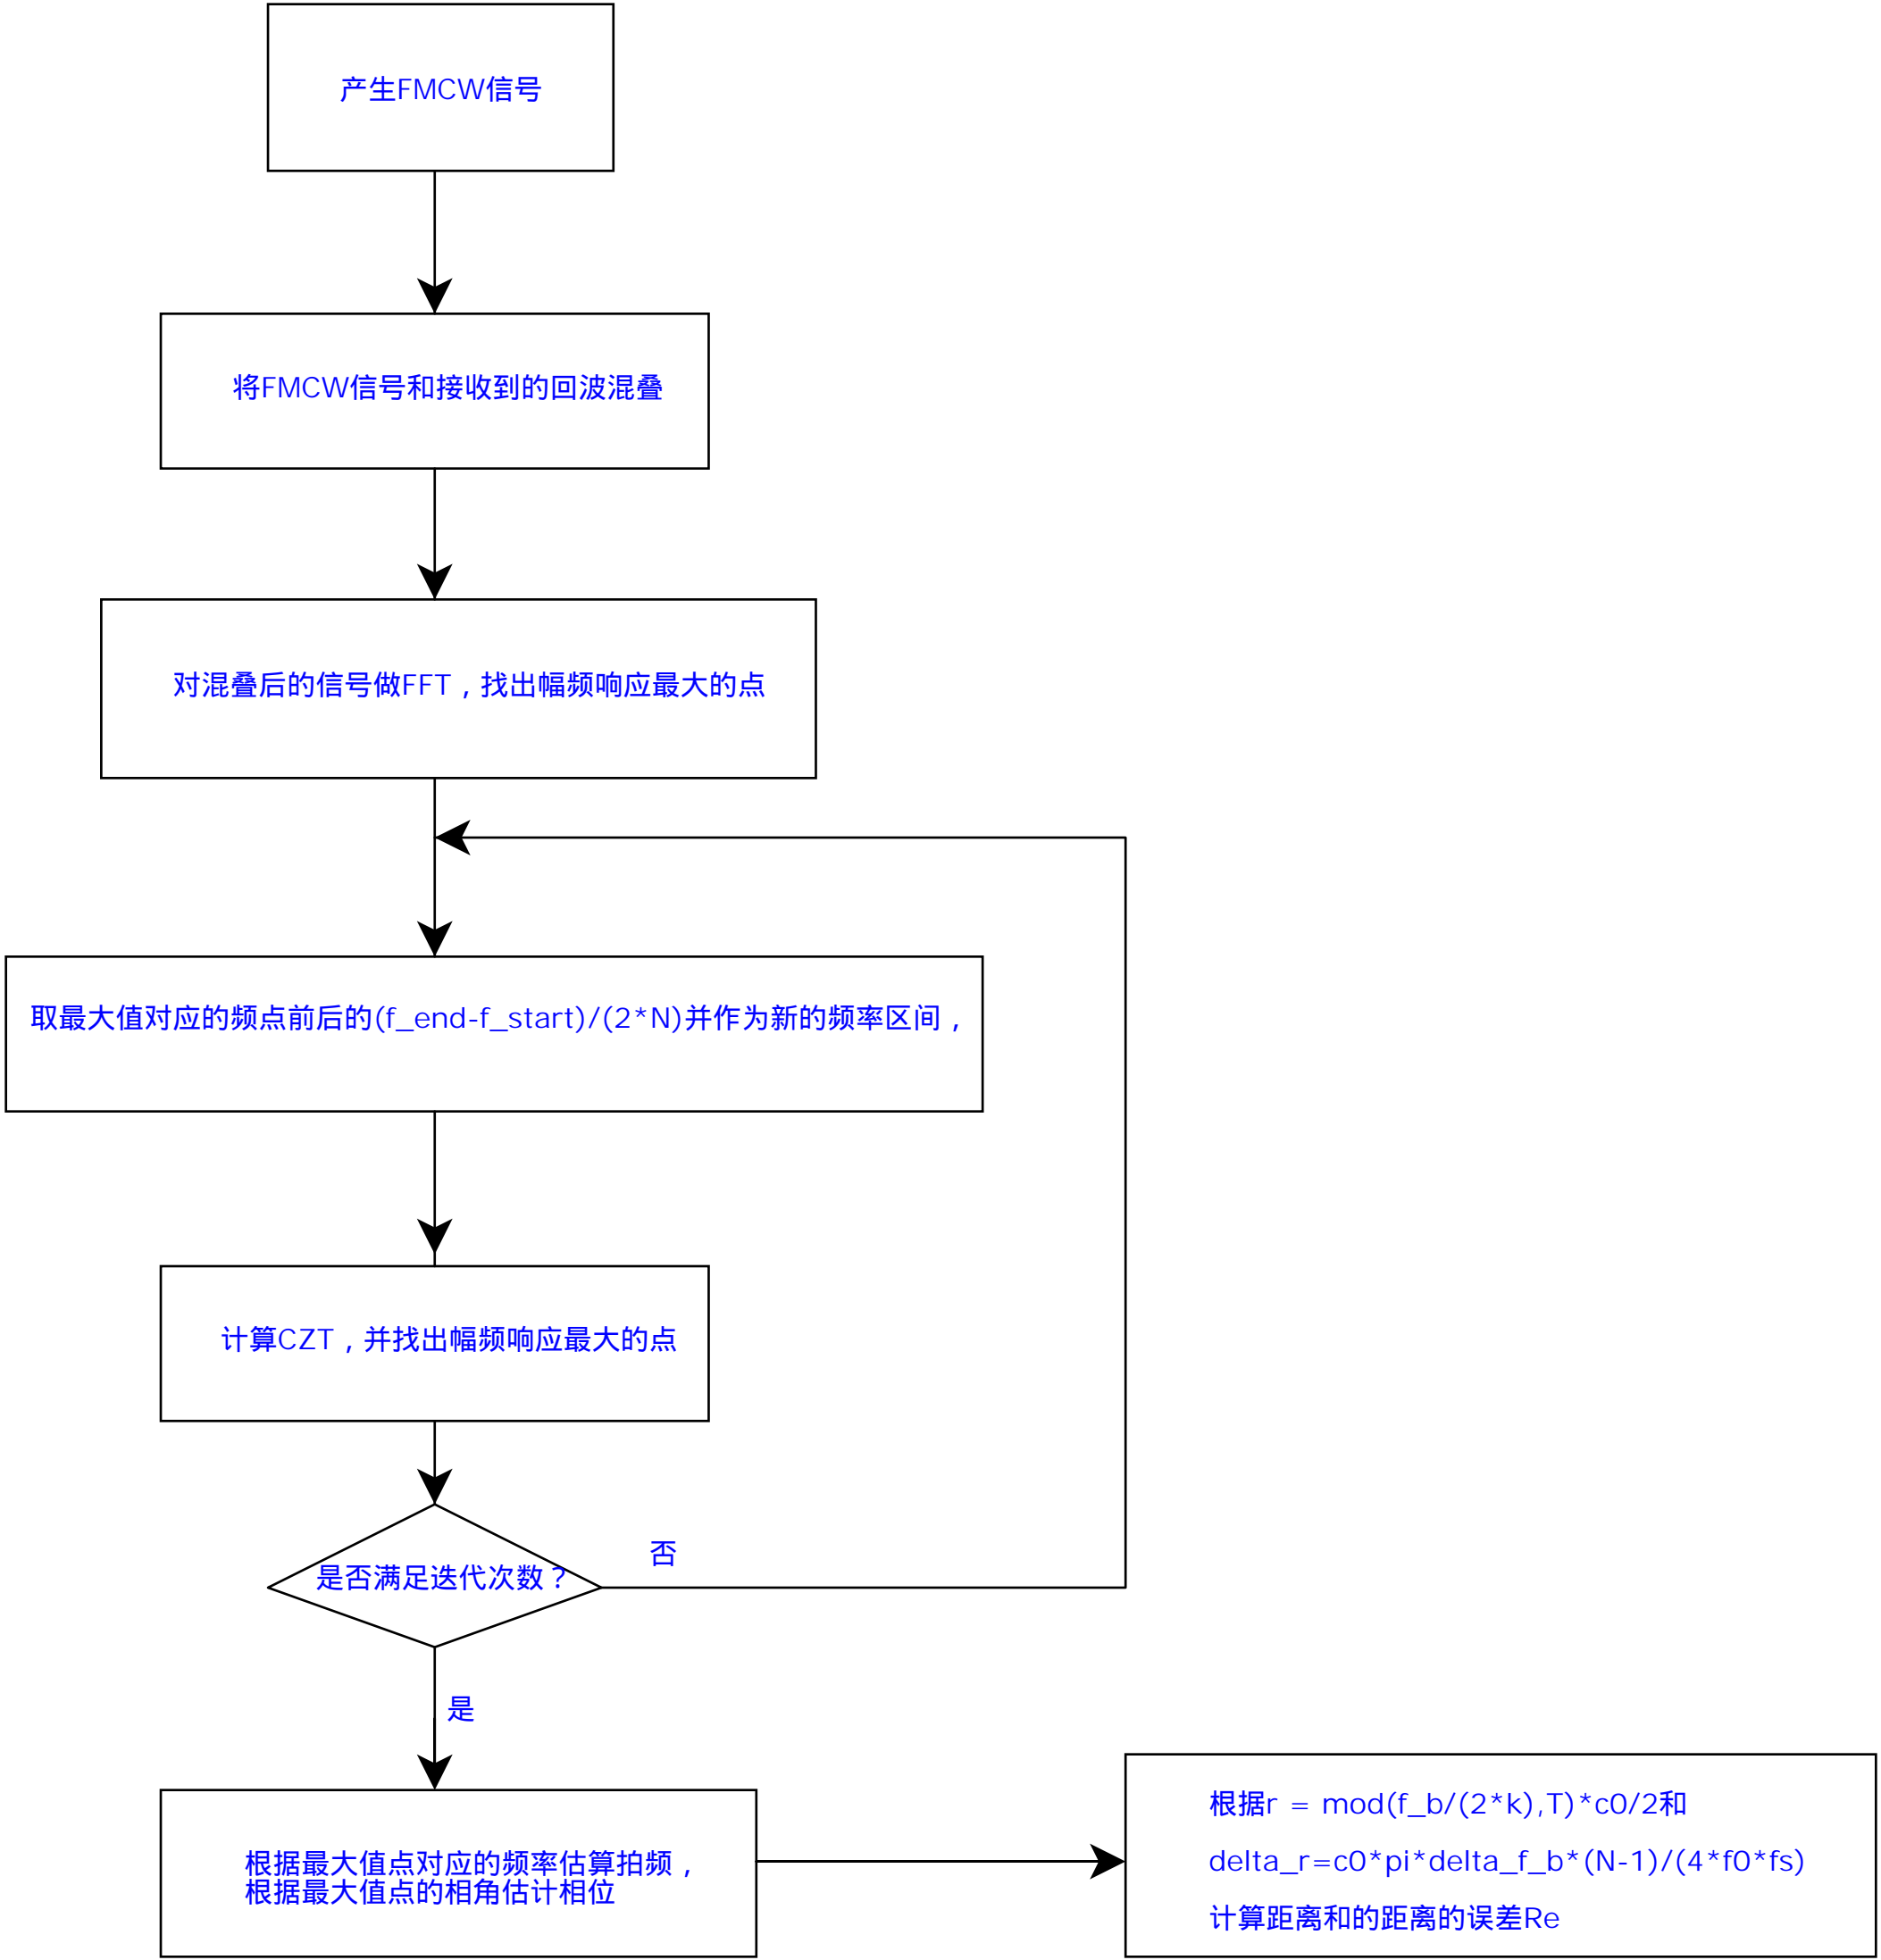 产生FMCW信号
将FMCW信号和接收到的回波混叠
对混叠后的信号做FFT，找出幅频响应最大的点
取最大值对应的频点前后的(f_end-f_start)/(2*N)并作为新的频率区间，
计算CZT，并找出幅频响应最大的点
是否满足迭代次数？
否
是
根据最大值点对应的频率估算拍频，
根据最大值点的相角估计相位
根据r = mod(f_b/(2*k),T)*c0/2和
delta_r=c0*pi*delta_f_b*(N-1)/(4*f0*fs)
计算距离和的距离的误差Re